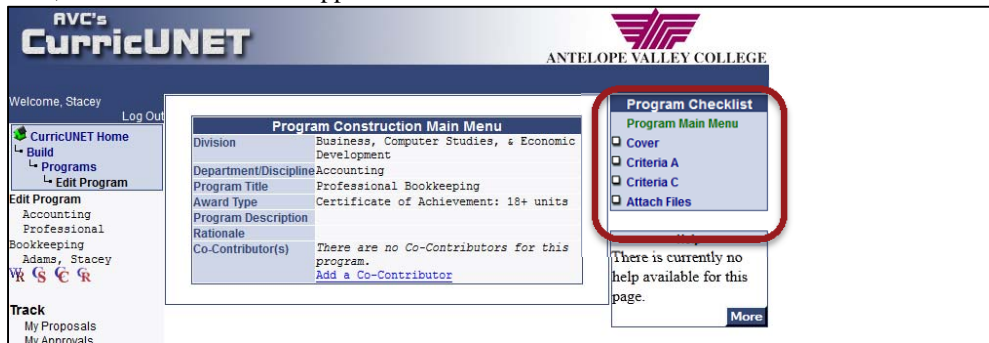 AVC's
CurricUNET
ANTELOPE VALLEY COLLEGE
Welcome, Stacey
Log Out
CurricUNET Home
Build
Programs
Edit Program
Edit Program
Accounting
Professional
Bookkeeping
Adams, Stacey
WR CS CC CR
Track
My Proposals
My Approvals
Program Construction Main Menu
Division Business, Computer Studies, & Economic
Development
Department/Discipline Accounting
Program Title Professional Bookkeeping
Award Type Certificate of Achievement: 18+ units
Program Description
Rationale
Co-Contributor(s) There are no Co-Contributors for this
program.
Add a Co-Contributor
Program Checklist
Program Main Menu
Cover
Criteria A
Criteria C
Attach Files
There is currently no
help available for this
page.
More